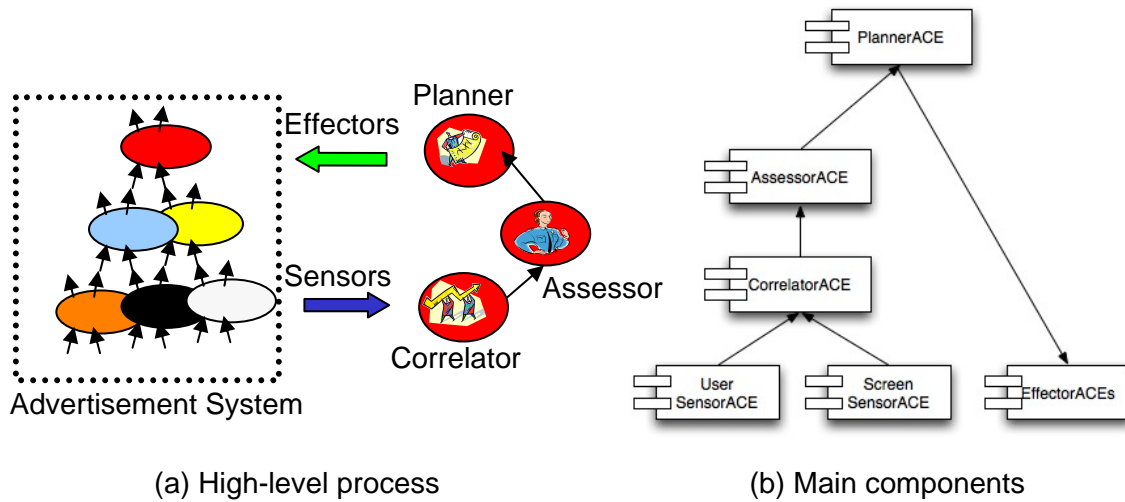 Planner
Effectors
Sensors
Assessor
Correlator
Advertisement System
(a) High-level process
PlannerACE
AssessorACE
CorrelatorACE
User
SensorACE
Screen
SensorACE
EffectorACEs
(b) Main components